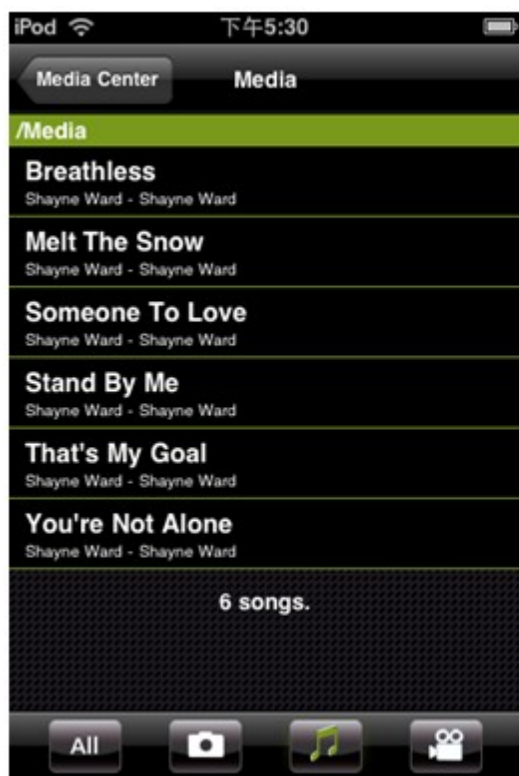 iPod 下午5:30
Media Center Media
/Media
Breathless
Shayne Ward - Shayne Ward
Melt The Snow
Shayne Ward - Shayne Ward
Someone To Love
Shayne Ward - Shayne Ward
Stand By Me
Shayne Ward - Shayne Ward
That's My Goal
Shayne Ward - Shayne Ward
You're Not Alone
Shayne Ward - Shayne Ward
6 songs.
All